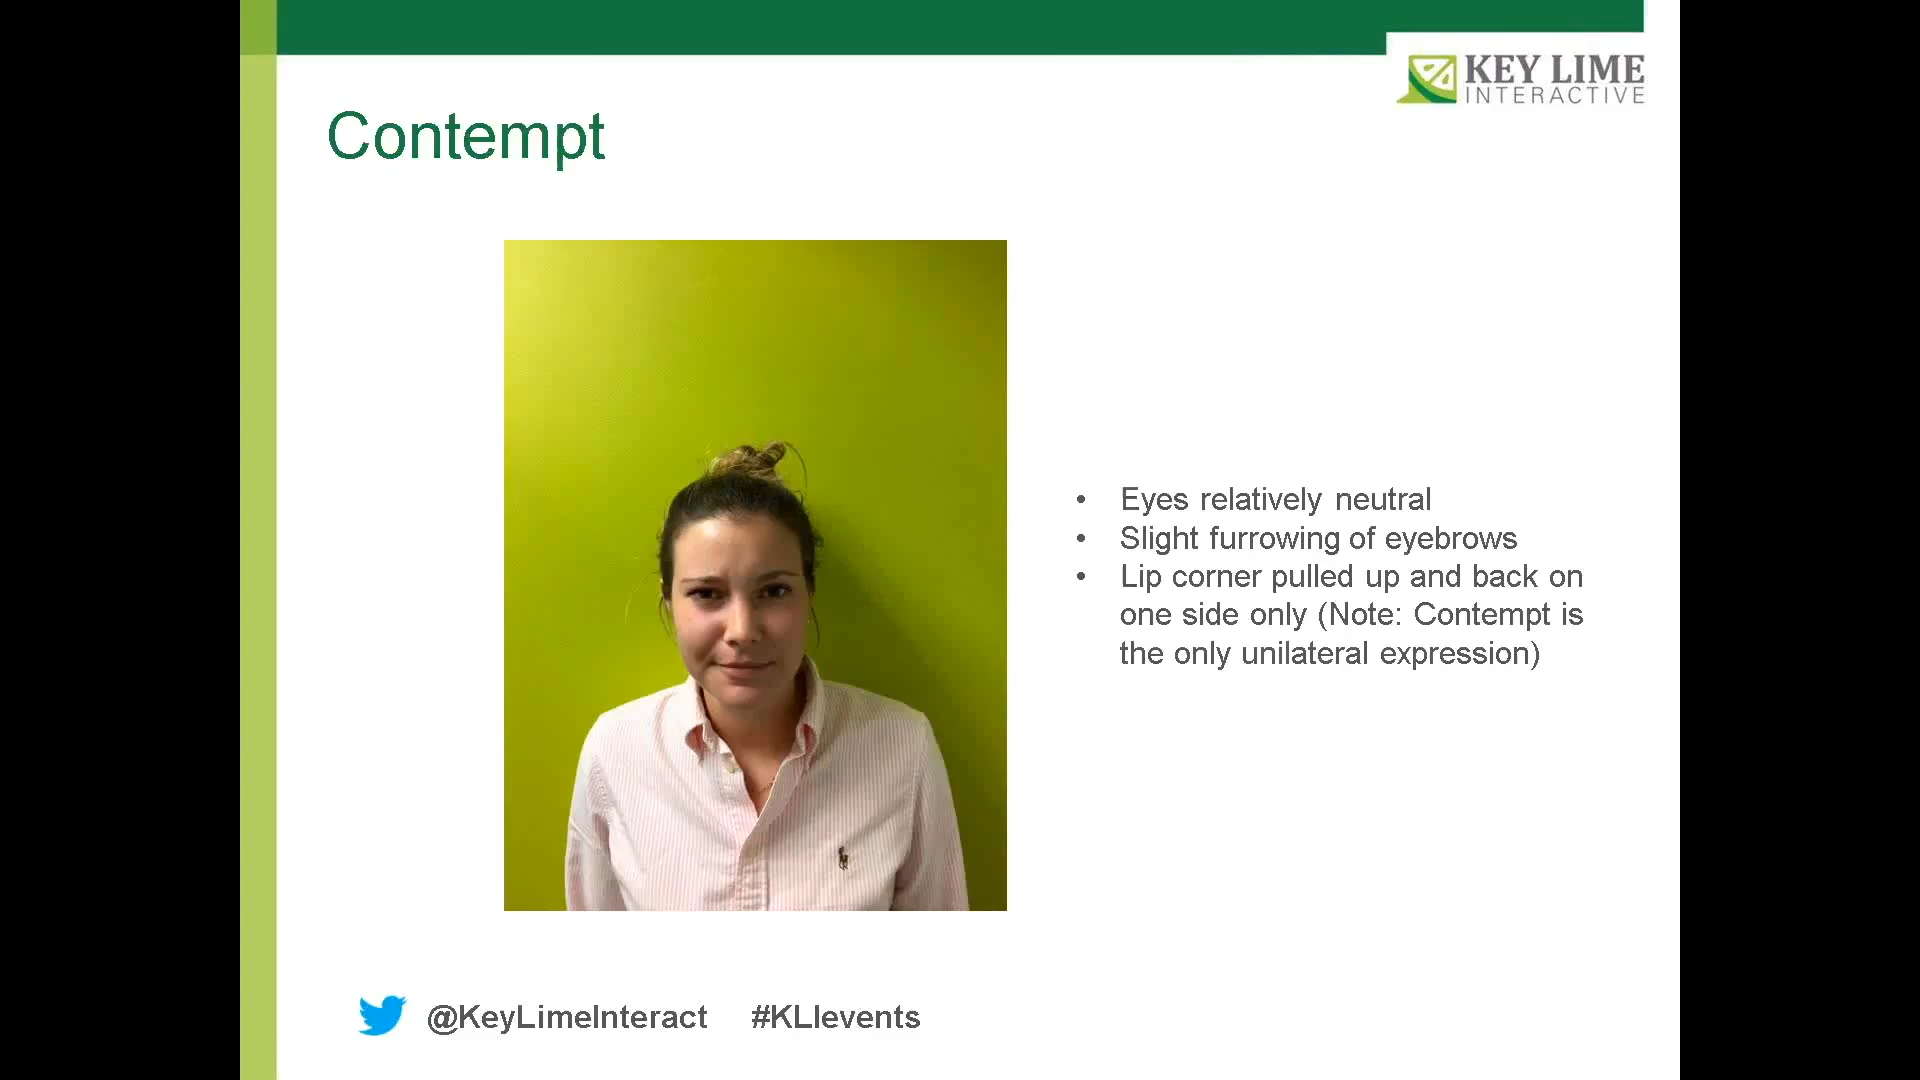 KEY LIME
INTERACTIVE
Contempt
• Eyes relatively neutral
• Slight furrowing of eyebrows
• Lip corner pulled up and back on
one side only (Note: Contempt is
the only unilateral expression)
@KeyLimeInteract #KLIevents